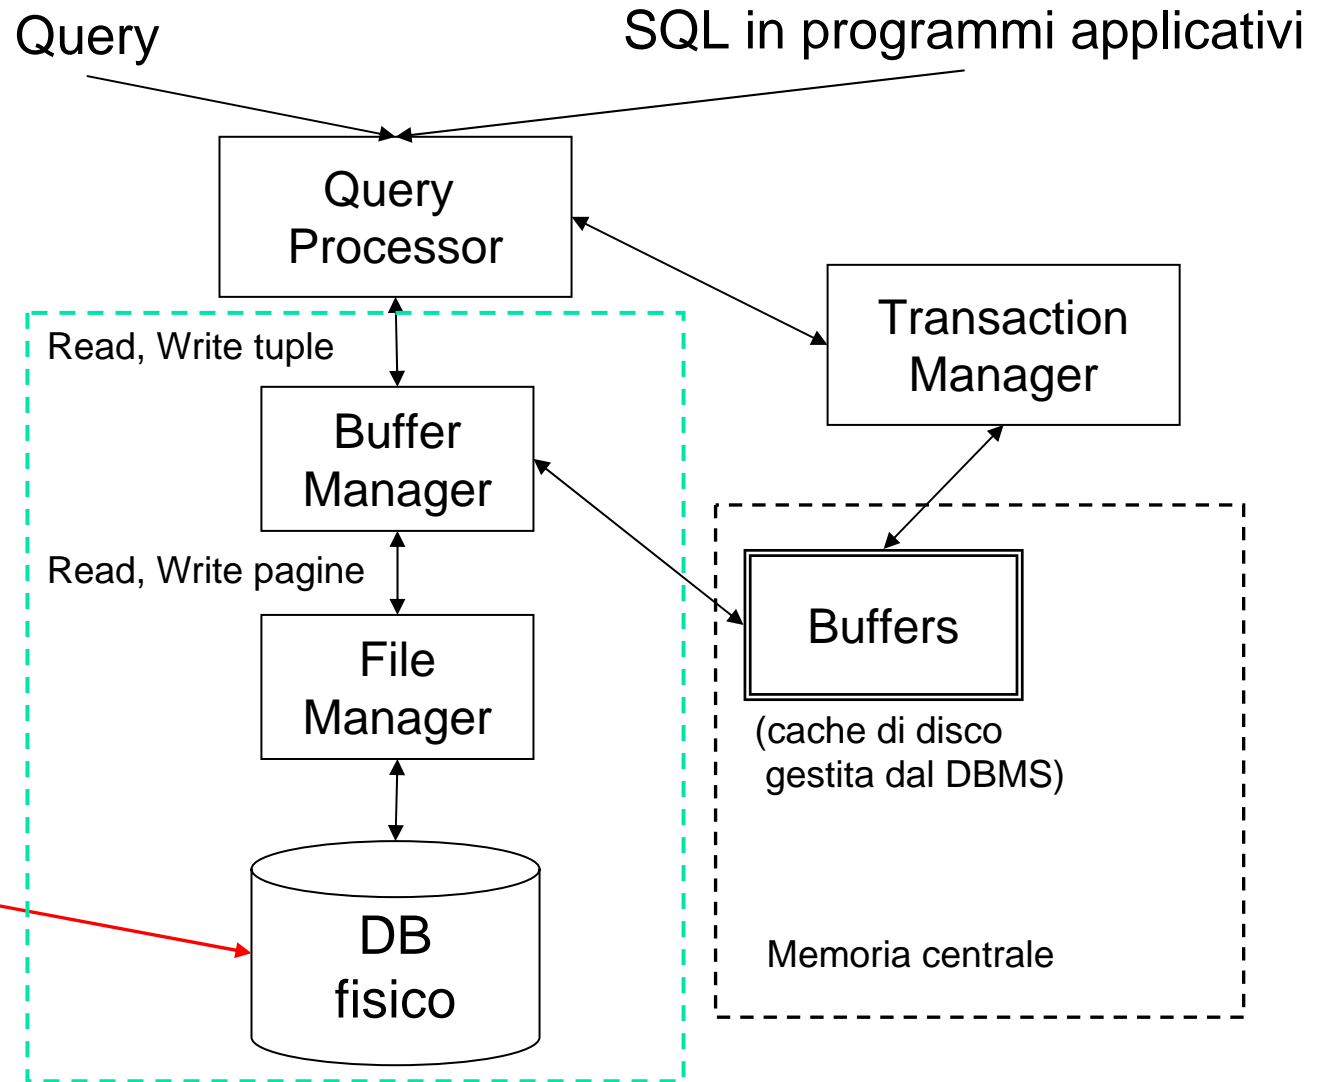 Query
SQL in programmi applicativi
Query
Processor
Transaction
Manager
Read, Write tuple
Buffer
Manager
Read, Write pagine
Buffers
File
Manager
(cache di disco
gestita dal DBMS)
DB
fisico
Memoria centrale